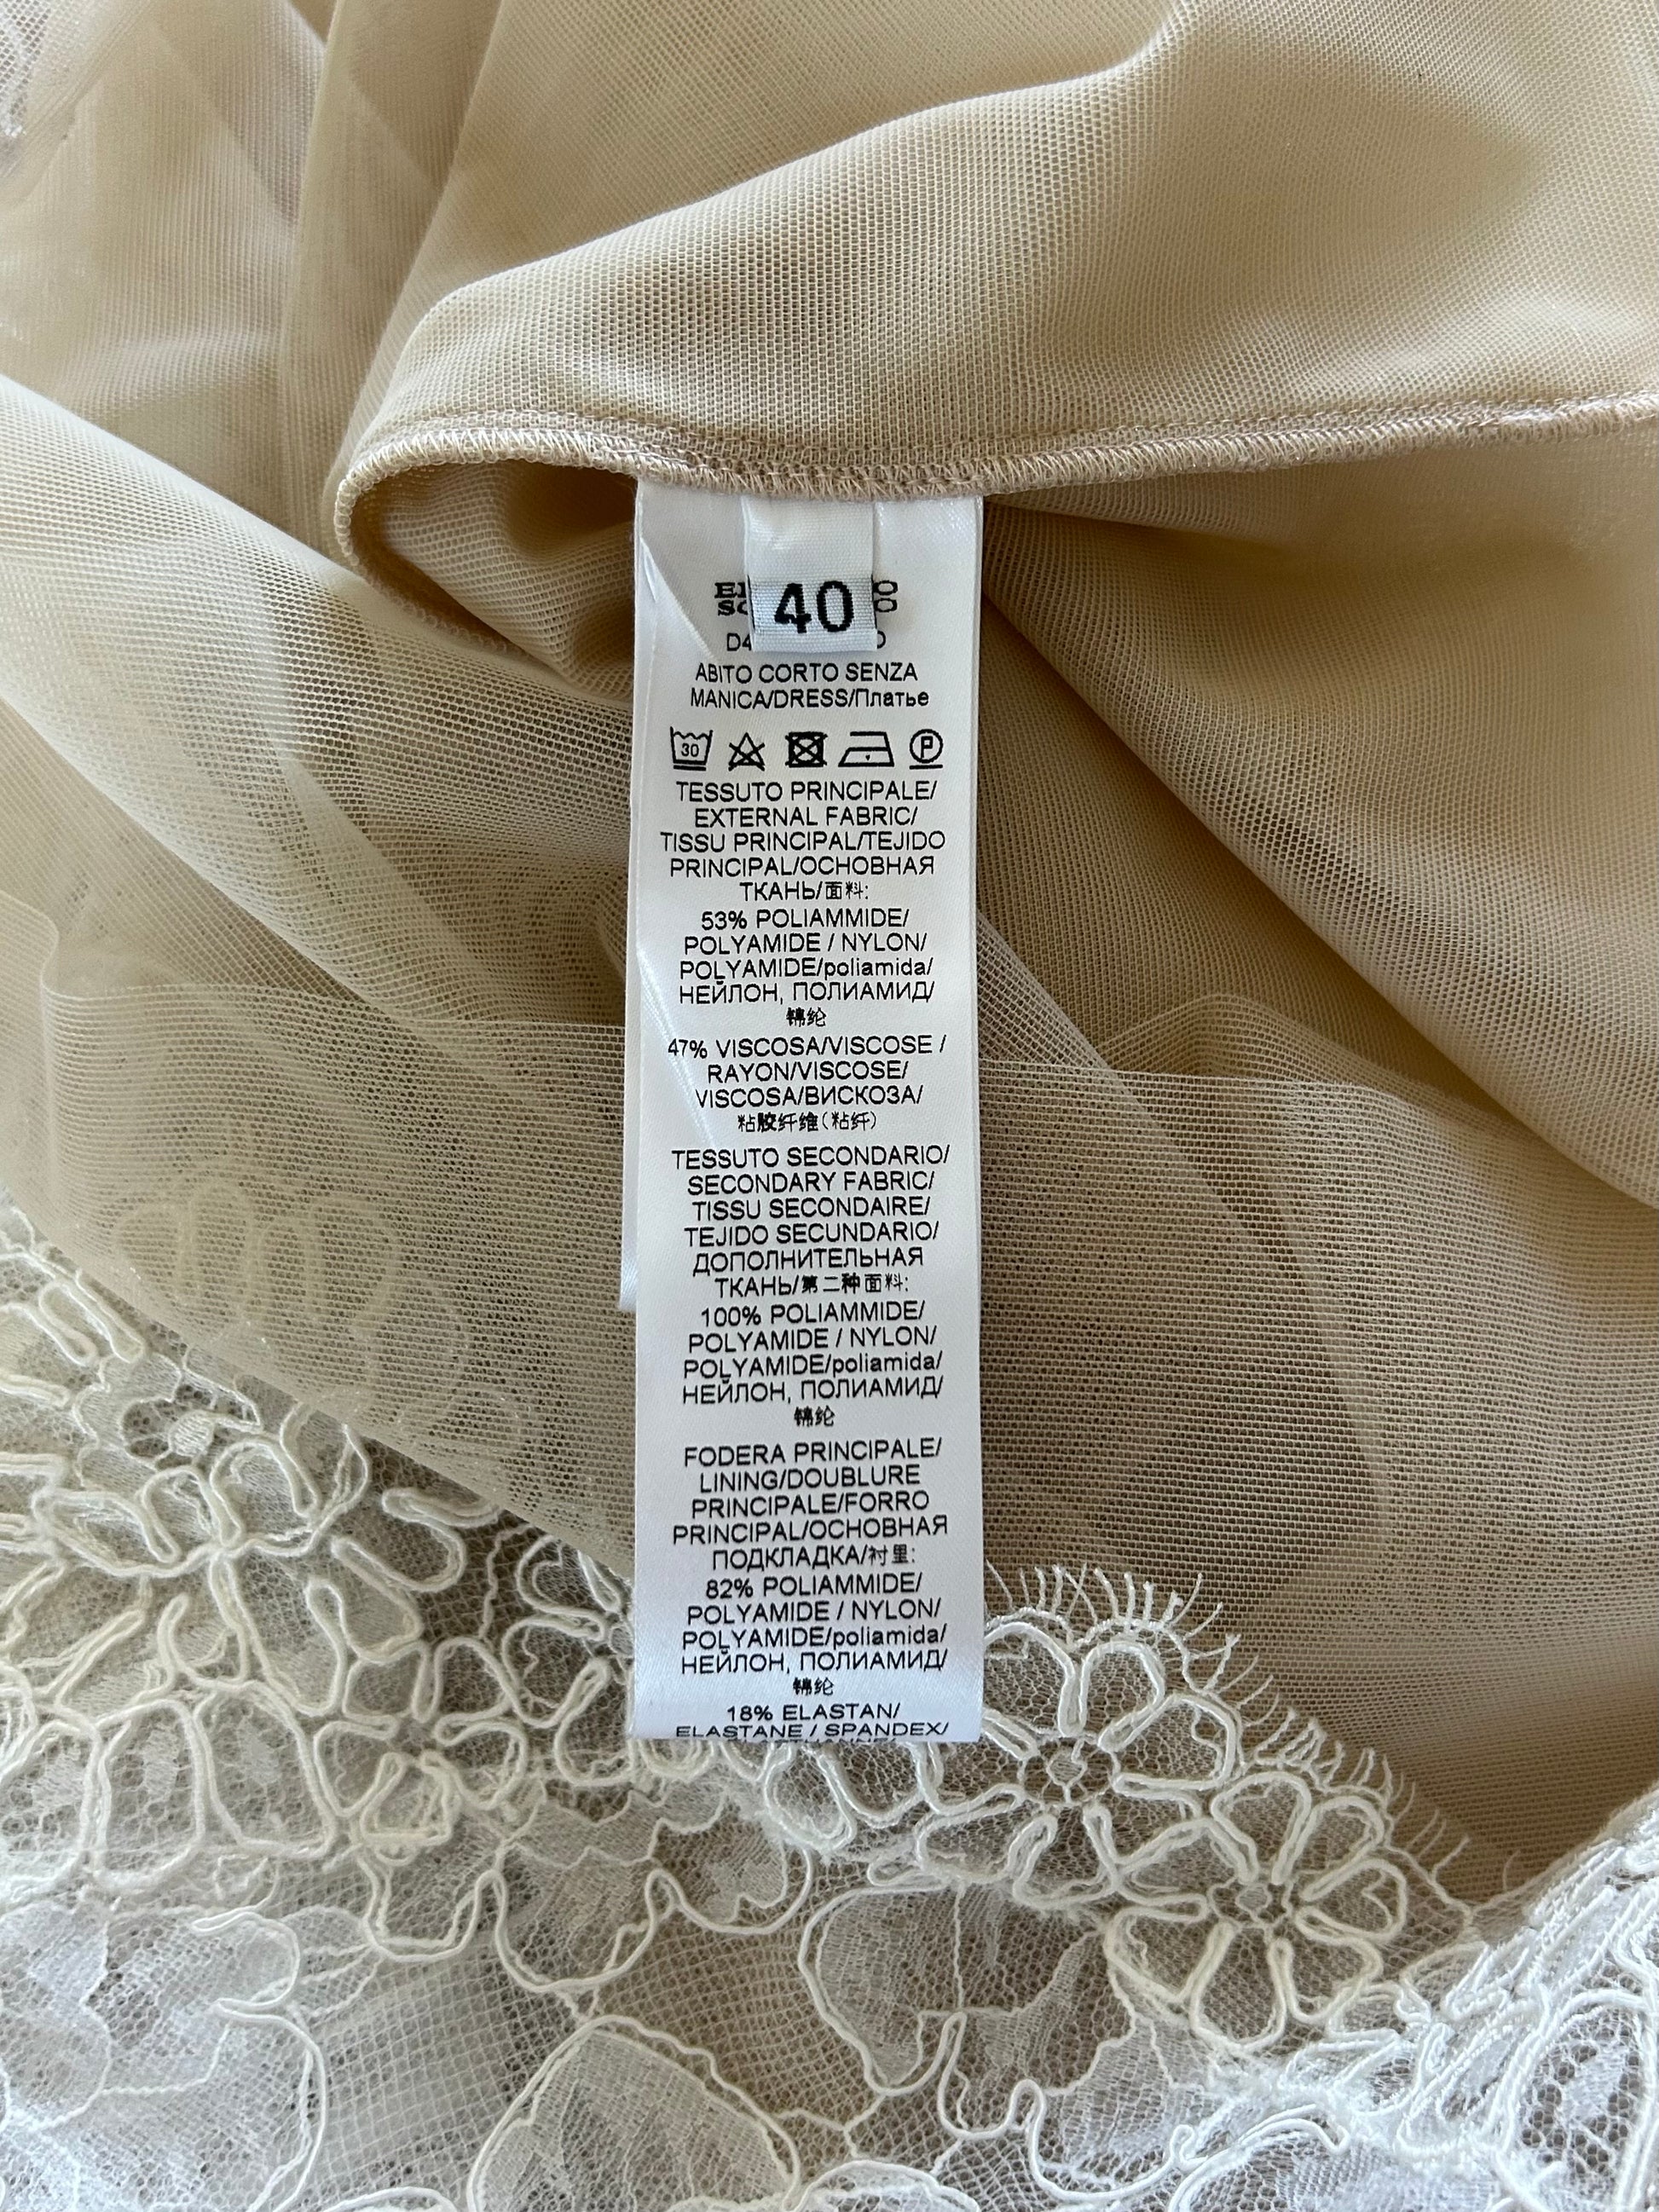 40
ABITO CORTO SENZA
MANICA/DRESS/Платье
30
P
TESSUTO PRINCIPALE/
EXTERNAL FABRIC/
TISSU PRINCIPAL/TEJIDO
PRINCIPAL/ОСНОВНАЯ
ТКАНЬ/面料:
53% POLIAMMIDE/
POLYAMIDE / NYLON/
POLYAMIDE/poliamida/
НЕЙЛОН, ПОЛИАМИД/
锦纶
47% VISCOSA/VISCOSE /
RAYON/VISCOSE/
VISCOSA/ВИСКОЗА/
粘胶纤维(粘纤)
TESSUTO SECONDARIO/
SECONDARY FABRIC/
TISSU SECONDAIRE/
TEJIDO SECUNDARIO/
ДОПОЛНИТЕЛЬНАЯ
ТКАНЬ/第二种面料:
100% POLIAMMIDE/
POLYAMIDE / NYLON/
POLYAMIDE/poliamida/
НЕЙЛОН, ПОЛИАМИД/
锦纶
FODERA PRINCIPALE/
LINING/DOUBLURE
PRINCIPALE/FORRO
PRINCIPAL/ОСНОВНАЯ
ПОДКЛАДКА/衬里:
82% POLIAMMIDE/
POLYAMIDE / NYLON/
POLYAMIDE/poliamida/
НЕЙЛОН, ПОЛИАМИД/
锦纶
18% ELASTAN/
ELASTANE / SPANDEX/